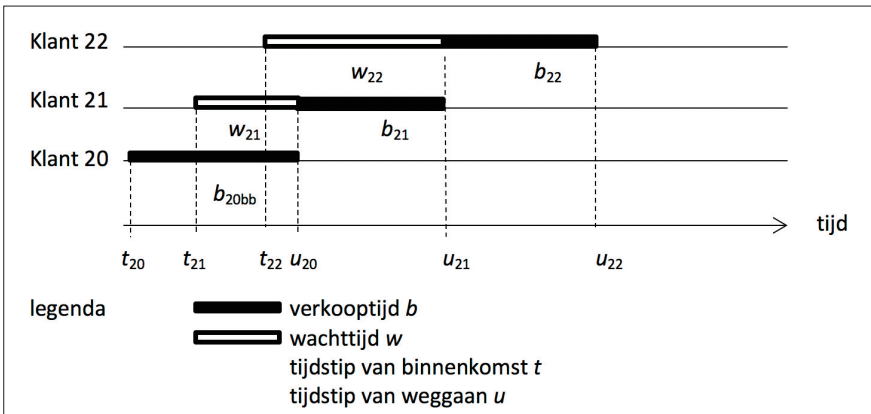 Klant 22
w22 b22
Klant 21
w21 b21
Klant 20
b20bb
tijd
t20 t21 t22 u20 u21 u22
legenda verkooptijd b
wachttijd w
tijdstip van binnenkomst t
tijdstip van weggaan u